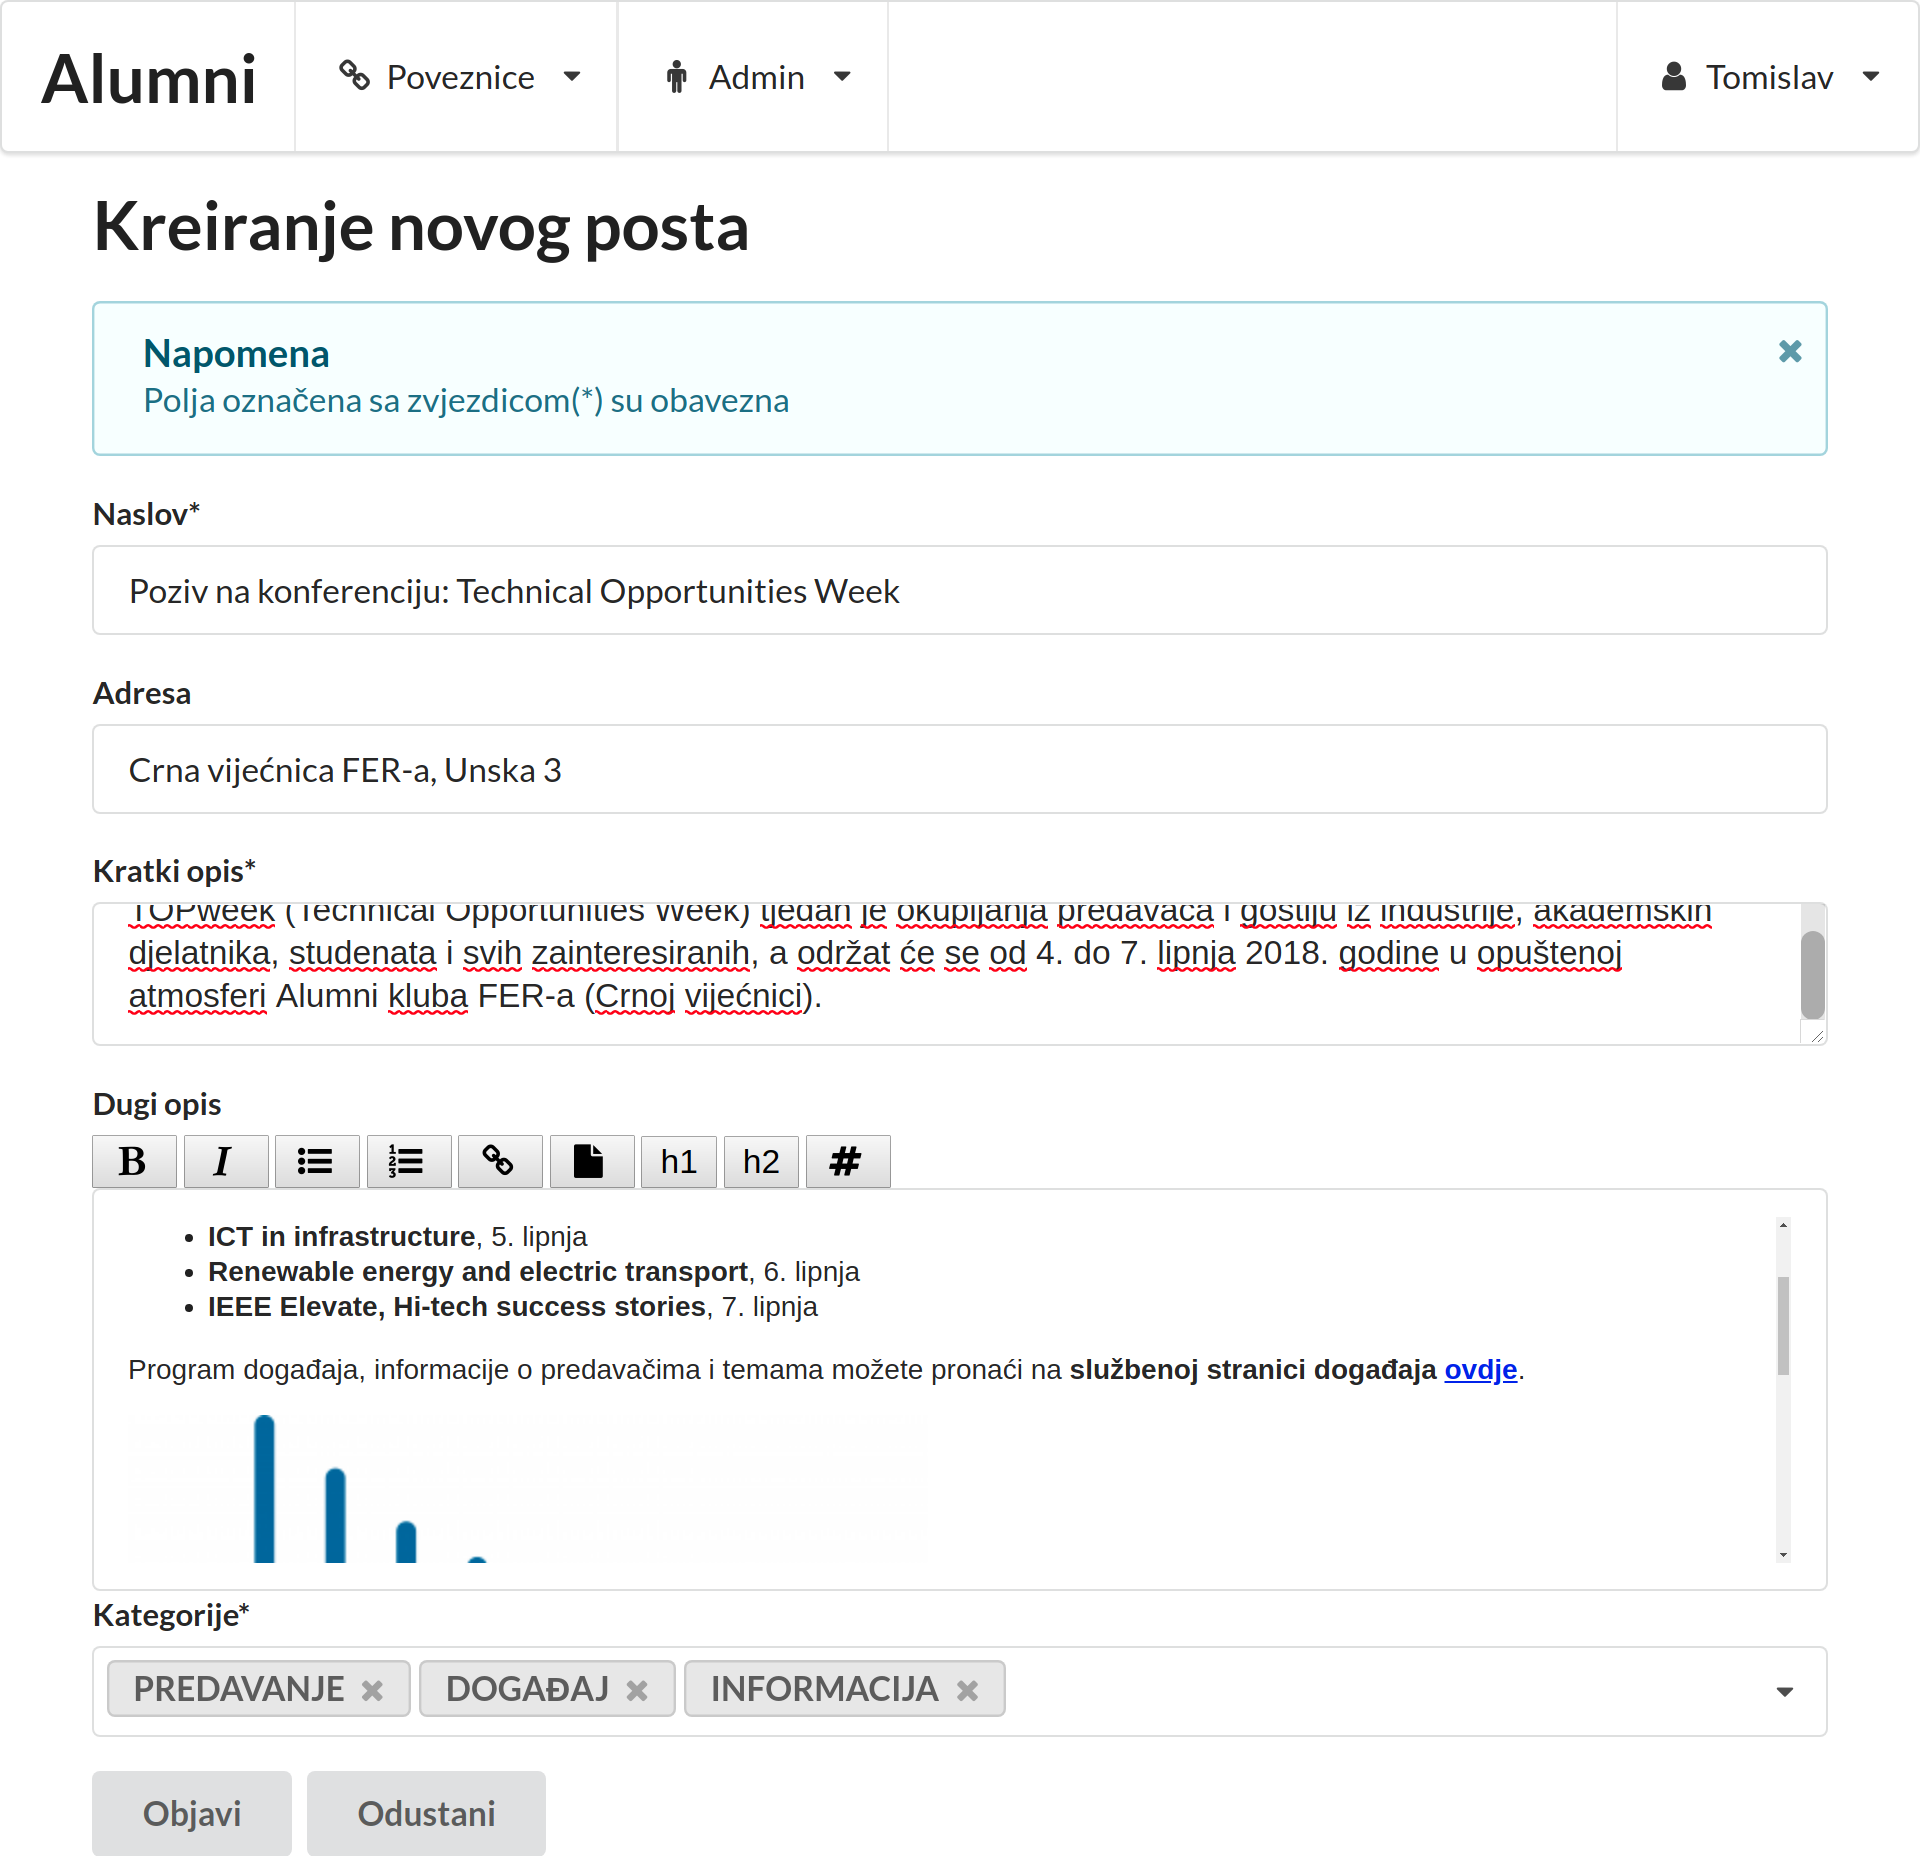 Alumni Poveznice Admin Tomislav
Kreiranje novog posta
Napomena
Polja označena sa zvjezdicom(*) su obavezna
Naslov*
Poziv na konferenciju: Technical Opportunities Week
Adresa
Crna vijećnica FER-a, Unska 3
Kratki opis*
TOPweek (Technical Opportunities Week) tjedan je okupljanja predavača i gostiju iz industrije, akademskih
djelatnika, studenata i svih zainteresiranih, a održat će se od 4. do 7. lipnja 2018. godine u opuštenoj
atmosferi Alumni kluba FER-a (Crnoj vijećnici).
Dugi opis
B I h1 h2 #
• ICT in infrastructure, 5. lipnja
• Renewable energy and electric transport, 6. lipnja
• IEEE Elevate, Hi-tech success stories, 7. lipnja
Program događaja, informacije o predavačima i temama možete pronaći na službenoj stranici događaja ovdje.
Kategorije*
PREDAVANJE DOGAĐAJ INFORMACIJA
Objavi Odustani